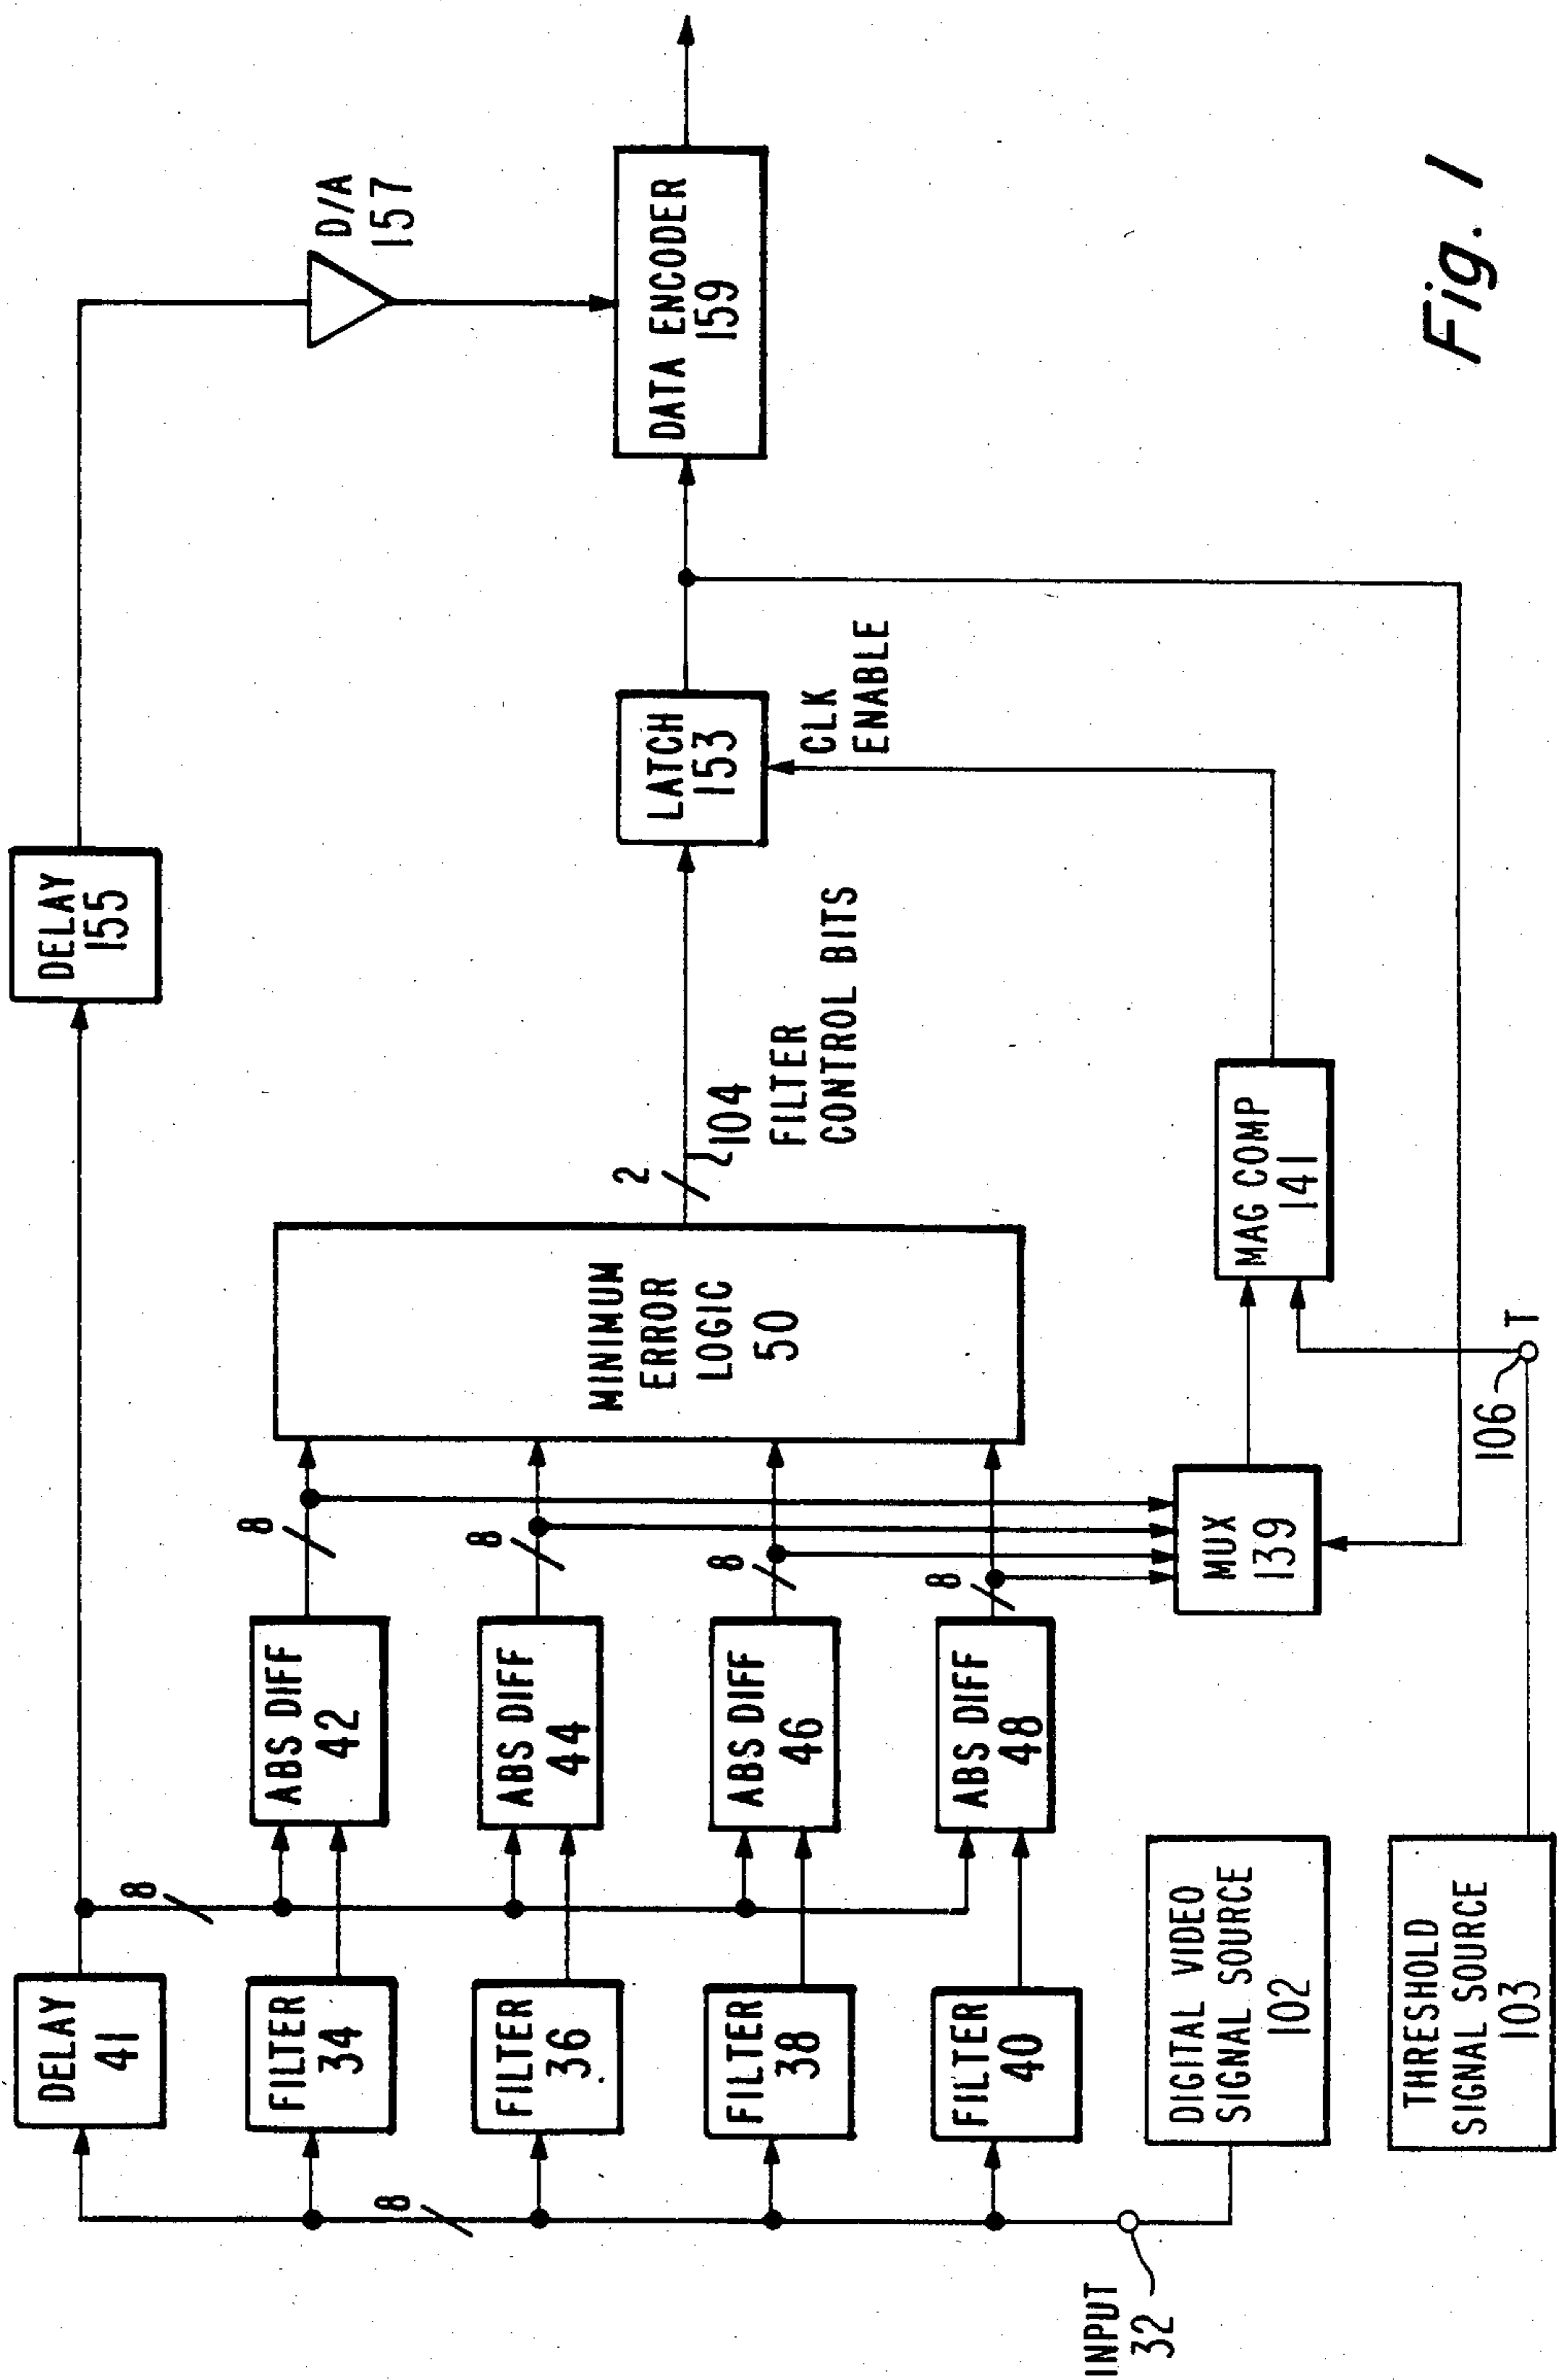 DELAY
41
DELAY
155
D/A
157
8
FILTER
34
ABS DIFF
42
8
8
FILTER
36
ABS DIFF
44
8
FILTER
38
ABS DIFF
46
8
FILTER
40
ABS DIFF
48
8
MINIMUM
ERROR
LOGIC
50
2
104
FILTER
CONTROL BITS
LATCH
153
CLK
ENABLE
DATA ENCODER
159
INPUT
32
DIGITAL VIDEO
SIGNAL SOURCE
102
MUX
139
MAG COMP
141
THRESHOLD
SIGNAL SOURCE
103
106
T
Fig. 1